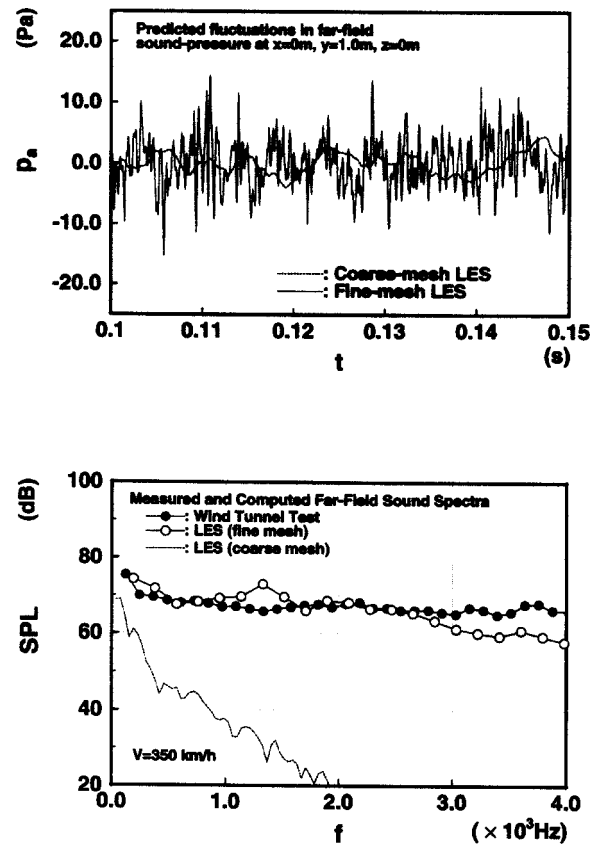 (Pa)
25.0
Predicted fluctuations in far-field
sound-pressure at x=0m, y=1.0m, z=0m
10.0
pa
0.0
-10.0
-20.0
: Coarse-mesh LES
: Fine-mesh LES
0.1 0.11 0.12 0.13 0.14 0.15
t (s)
(dB)
100
Measured and Computed Far-Field Sound Spectra
: Wind Tunnel Test
: LES (fine mesh)
: LES (coarse mesh)
80
SPL
60
40
V=350 km/h
20
0.0 1.0 2.0 3.0 4.0
f (×10³Hz)